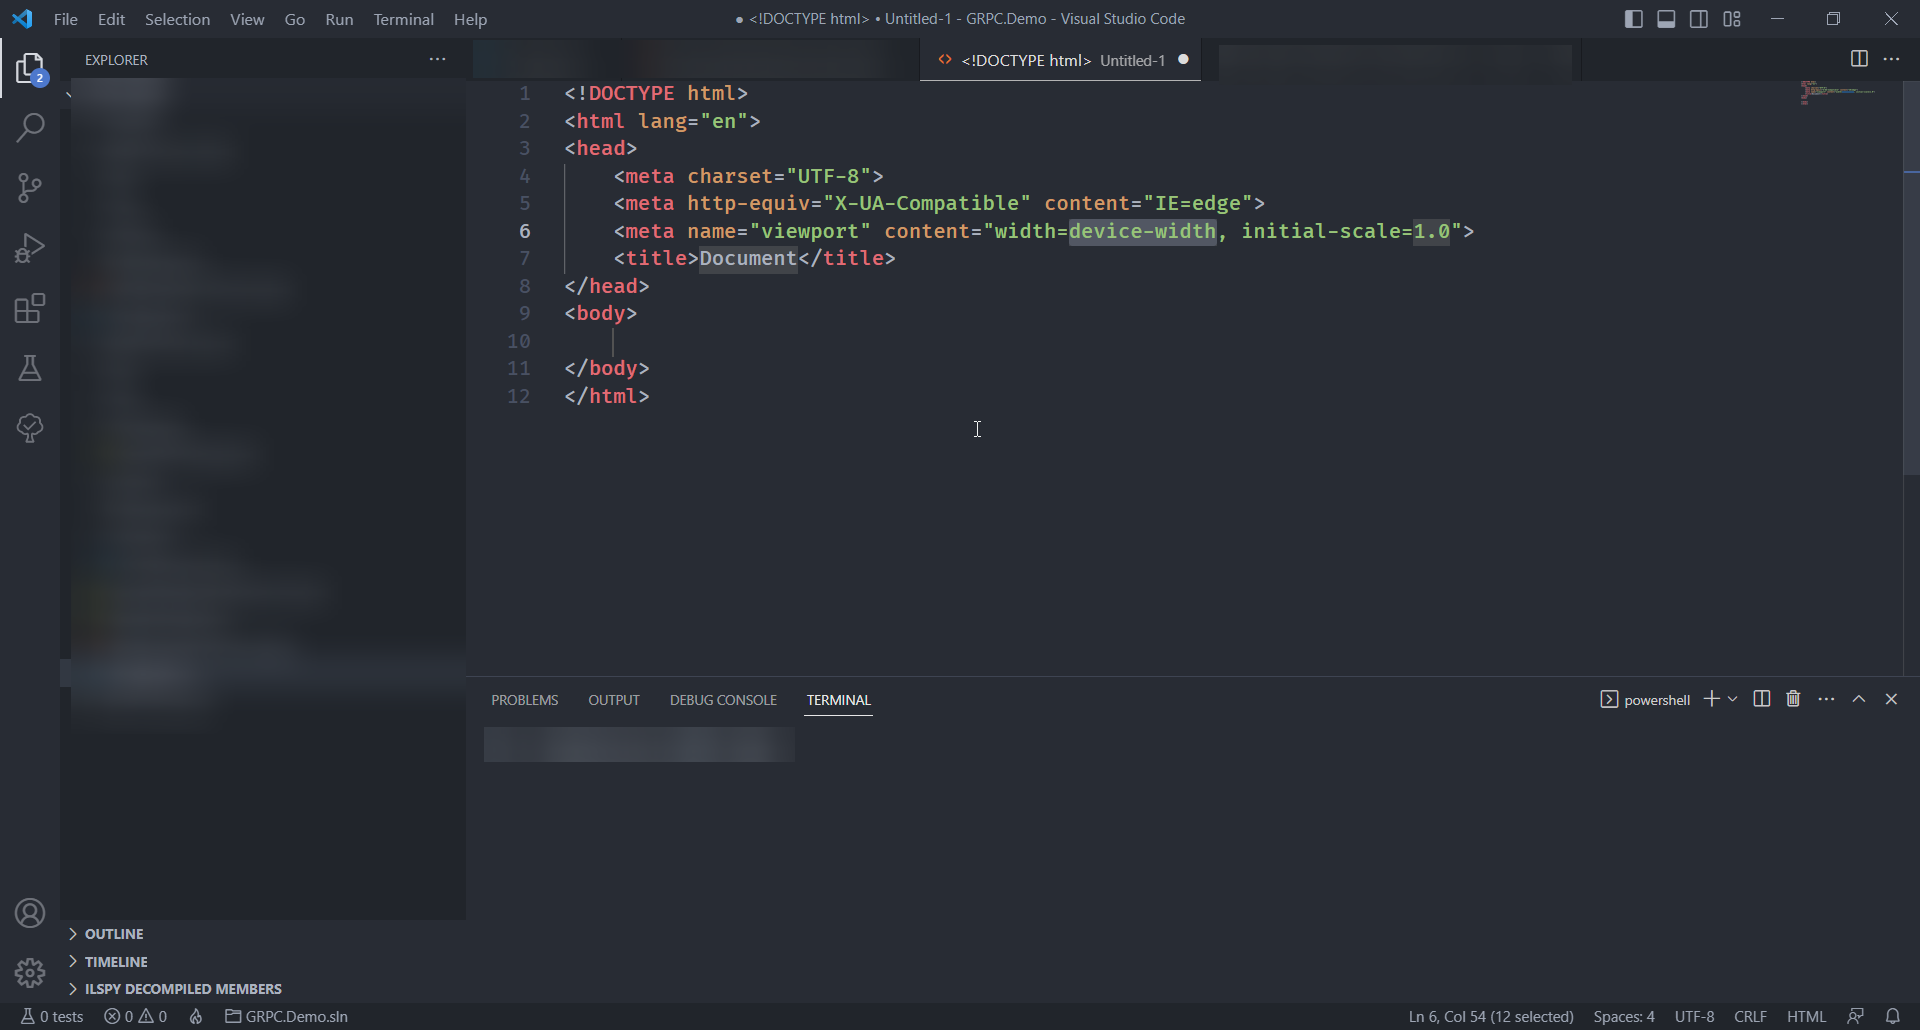 File Edit Selection View Go Run Terminal Help
● <!DOCTYPE html> • Untitled-1 - GRPC.Demo - Visual Studio Code
EXPLORER
2
<!DOCTYPE html> Untitled-1
1 <!DOCTYPE html>
2 <html lang="en">
3 <head>
4 <meta charset="UTF-8">
5 <meta http-equiv="X-UA-Compatible" content="IE=edge">
6 <meta name="viewport" content="width=device-width, initial-scale=1.0">
7 <title>Document</title>
8 </head>
9 <body>
10
11 </body>
12 </html>
PROBLEMS OUTPUT DEBUG CONSOLE TERMINAL
powershell
OUTLINE
TIMELINE
ILSPY DECOMPILED MEMBERS
0 tests 0 0 GRPC.Demo.sln
Ln 6, Col 54 (12 selected) Spaces: 4 UTF-8 CRLF HTML